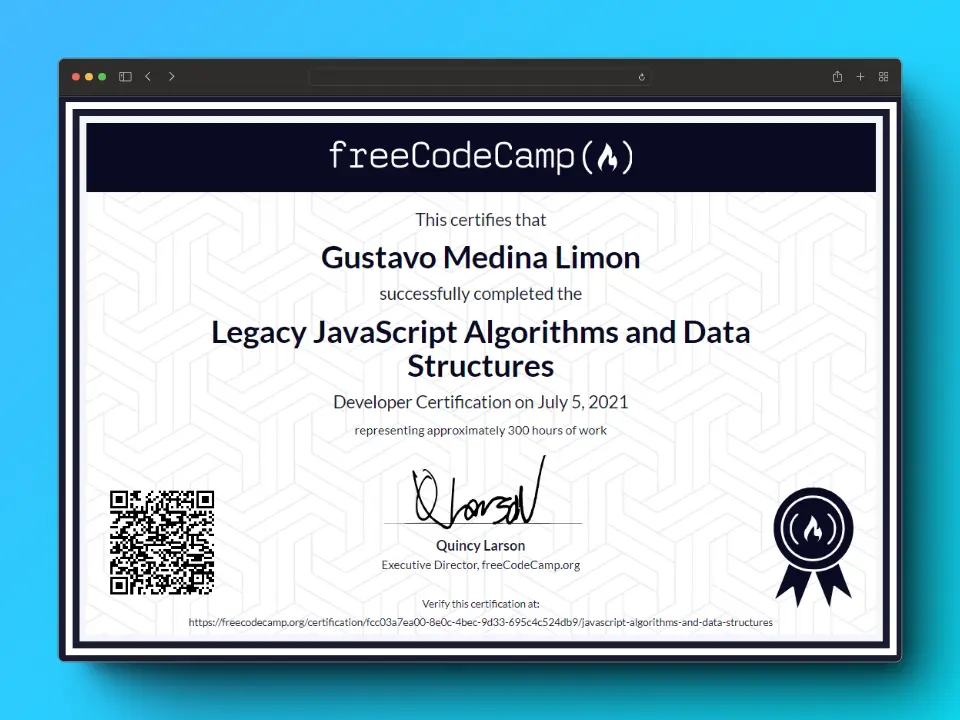 freeCodeCamp
This certifies that
Gustavo Medina Limon
successfully completed the
Legacy JavaScript Algorithms and Data
Structures
Developer Certification on July 5, 2021
representing approximately 300 hours of work
Q Larson
Quincy Larson
Executive Director, freeCodeCamp.org
Verify this certification at:
https://freecodecamp.org/certification/fcc03a7ea00-8e0c-4bec-9d33-695c4c524db9/javascript-algorithms-and-data-structures